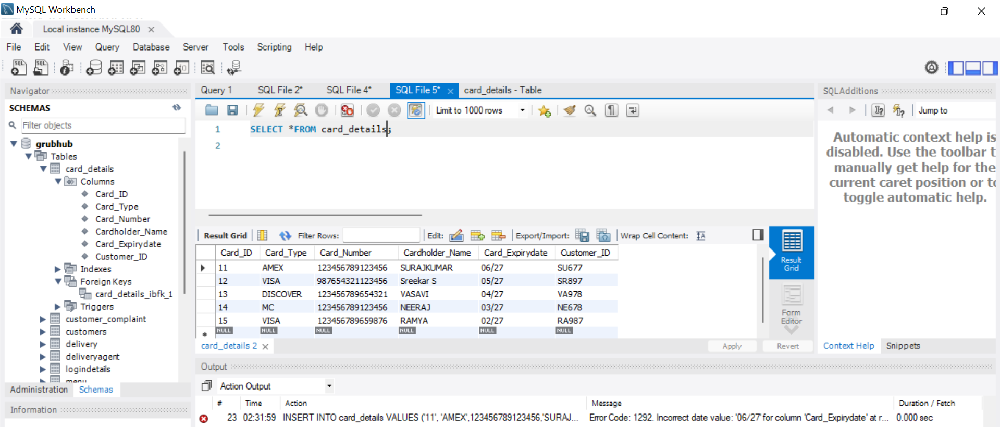 MySQL Workbench
Local instance MySQL80
File Edit View Query Database Server Tools Scripting Help
Navigator
SCHEMAS
Filter objects
grubhub
Tables
card_details
Columns
Card_ID
Card_Type
Card_Number
Cardholder_Name
Card_Expirydate
Customer_ID
Indexes
Foreign Keys
card_details_ibfk_1
Triggers
customer_complaint
customers
delivery
deliveryagent
logindetails
menu
Administration Schemas
Information
Query 1 SQL File 2* SQL File 4* SQL File 5* card_details - Table
Limit to 1000 rows
1 SELECT *FROM card_details;
2
Result Grid Filter Rows: Edit: Export/Import: Wrap Cell Content:
Card_ID Card_Type Card_Number Cardholder_Name Card_Expirydate Customer_ID
11 AMEX 123456789123456 SURAJKUMAR 06/27 SU677
12 VISA 987654321123456 Sreekar S 05/27 SR897
13 DISCOVER 123456789654321 VASAVI 04/27 VA978
14 MC 123456789123456 NEERAJ 03/27 NE678
15 VISA 123456789659876 RAMYA 02/27 RA987
NULL NULL NULL NULL NULL NULL
Result
Grid
Form
Editor
card_details 2
Apply Revert
SQLAdditions
Jump to
Automatic context help is
disabled. Use the toolbar t
manually get help for the
current caret position or to
toggle automatic help.
Context Help Snippets
Output
Action Output
# Time Action Message Duration / Fetch
23 02:31:59 INSERT INTO card_details VALUES ('11', 'AMEX',123456789123456,'SURAJ... Error Code: 1292. Incorrect date value: '06/27' for column 'Card_Expirydate' at r... 0.000 sec